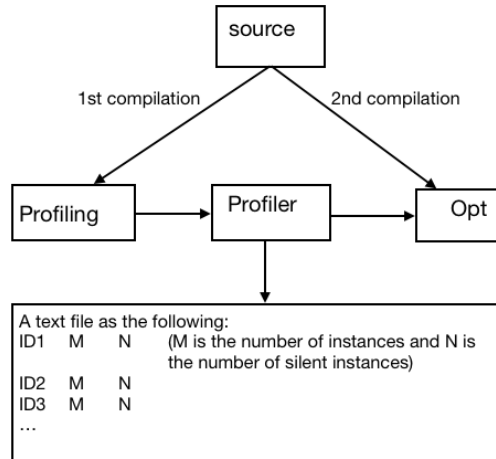 source
1st compilation
2nd compilation
Profiling
Profiler
Opt
A text file as the following:
ID1 M N (M is the number of instances and N is
the number of silent instances)
ID2 M N
ID3 M N
…